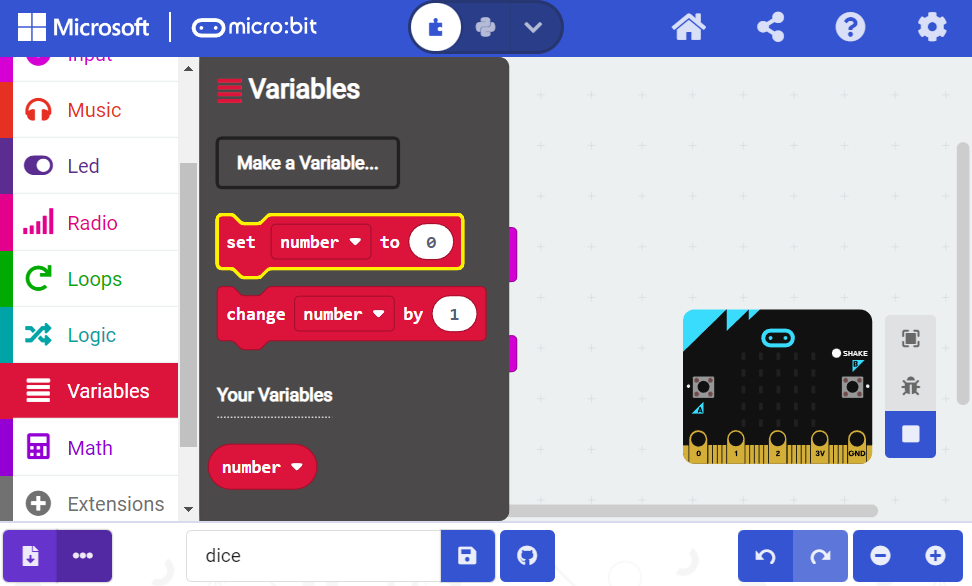 Microsoft micro:bit
Input
Music
Led
Radio
Loops
Logic
Variables
Math
Extensions
Variables
Make a Variable...
set number to 0
change number by 1
Your Variables
number
SHAKE
B
A
0 1 2 3V GND
dice